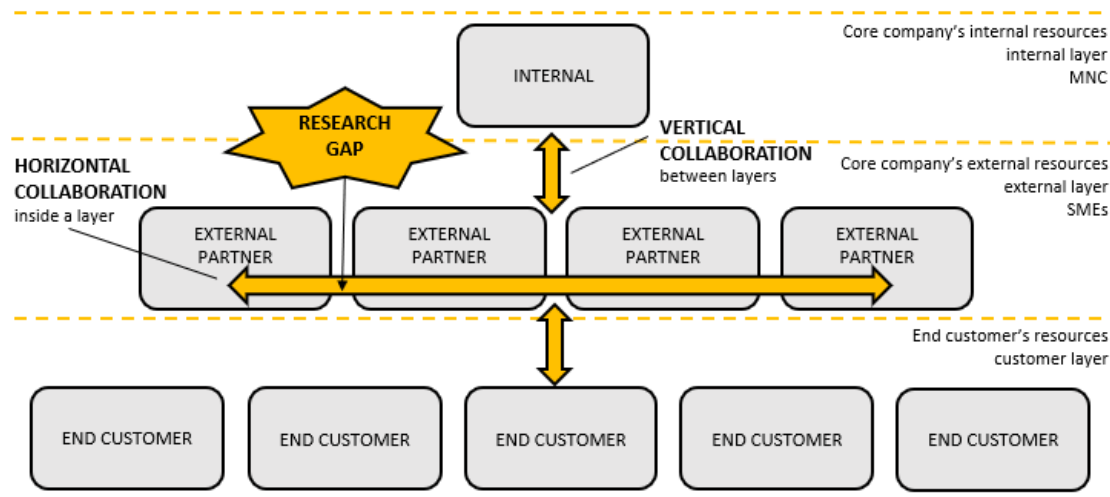 Core company's internal resources
internal layer
MNC
INTERNAL
RESEARCH
GAP
VERTICAL
COLLABORATION
between layers
HORIZONTAL
COLLABORATION
inside a layer
Core company's external resources
external layer
SMEs
EXTERNAL
PARTNER
EXTERNAL
PARTNER
EXTERNAL
PARTNER
EXTERNAL
PARTNER
End customer's resources
customer layer
END CUSTOMER
END CUSTOMER
END CUSTOMER
END CUSTOMER
END CUSTOMER